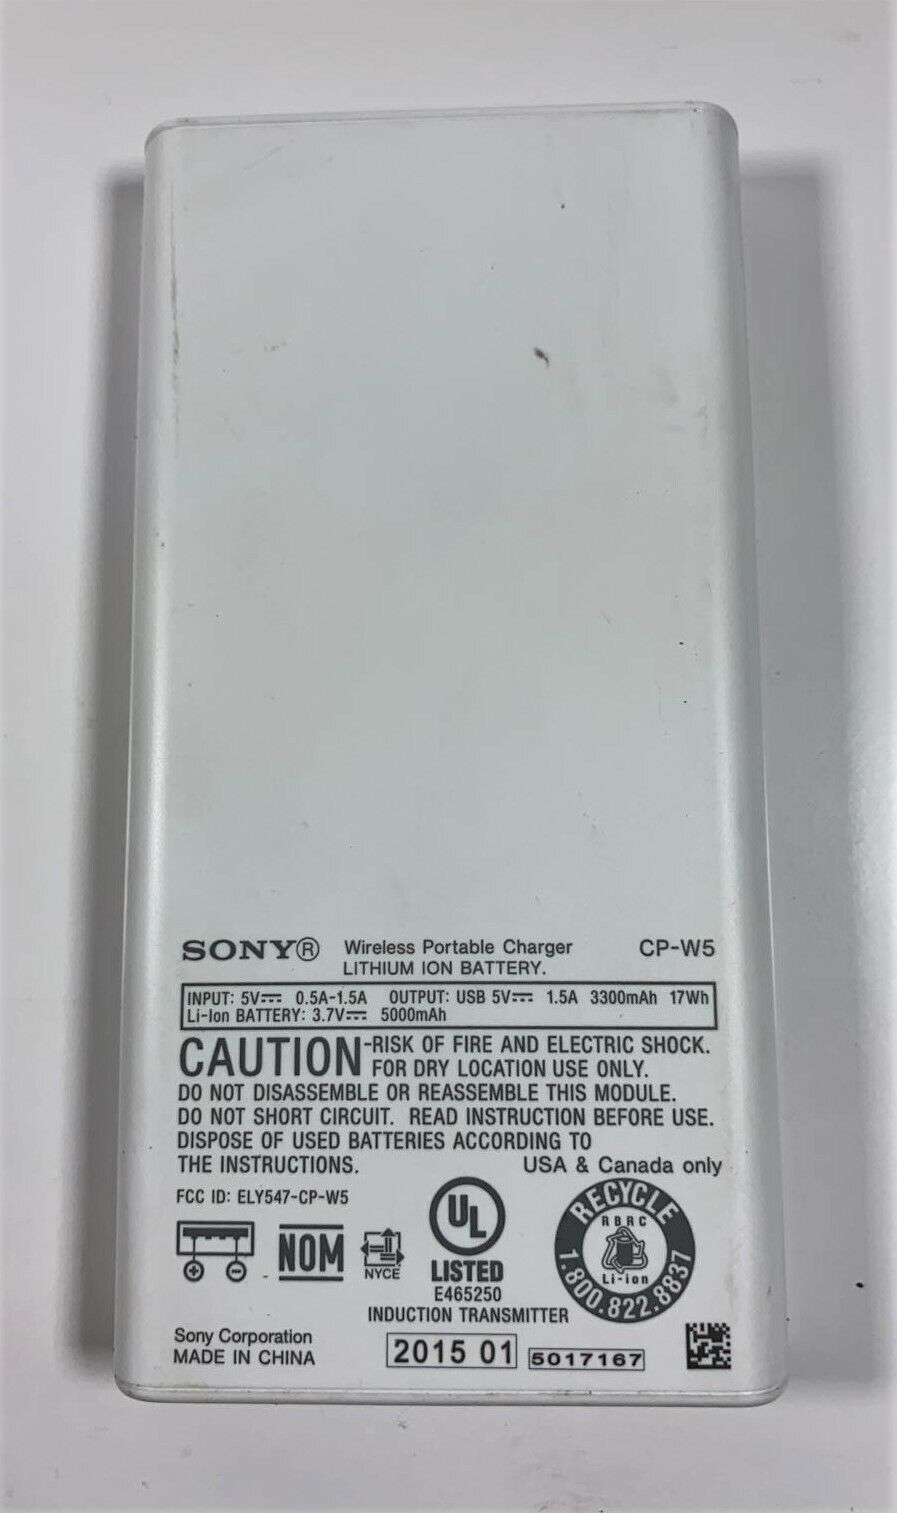 SONY® Wireless Portable Charger CP-W5
LITHIUM ION BATTERY.
INPUT: 5V⎓ 0.5A-1.5A OUTPUT: USB 5V⎓ 1.5A 3300mAh 17Wh
Li-Ion BATTERY: 3.7V⎓ 5000mAh
CAUTION-RISK OF FIRE AND ELECTRIC SHOCK.
FOR DRY LOCATION USE ONLY.
DO NOT DISASSEMBLE OR REASSEMBLE THIS MODULE.
DO NOT SHORT CIRCUIT. READ INSTRUCTION BEFORE USE.
DISPOSE OF USED BATTERIES ACCORDING TO
THE INSTRUCTIONS. USA & Canada only
FCC ID: ELY547-CP-W5
NOM
NYCE
UL
LISTED
E465250
INDUCTION TRANSMITTER
RECYCLE
RBRC
Li-ion
1.800.822.8837
Sony Corporation
MADE IN CHINA
2015 01
5017167